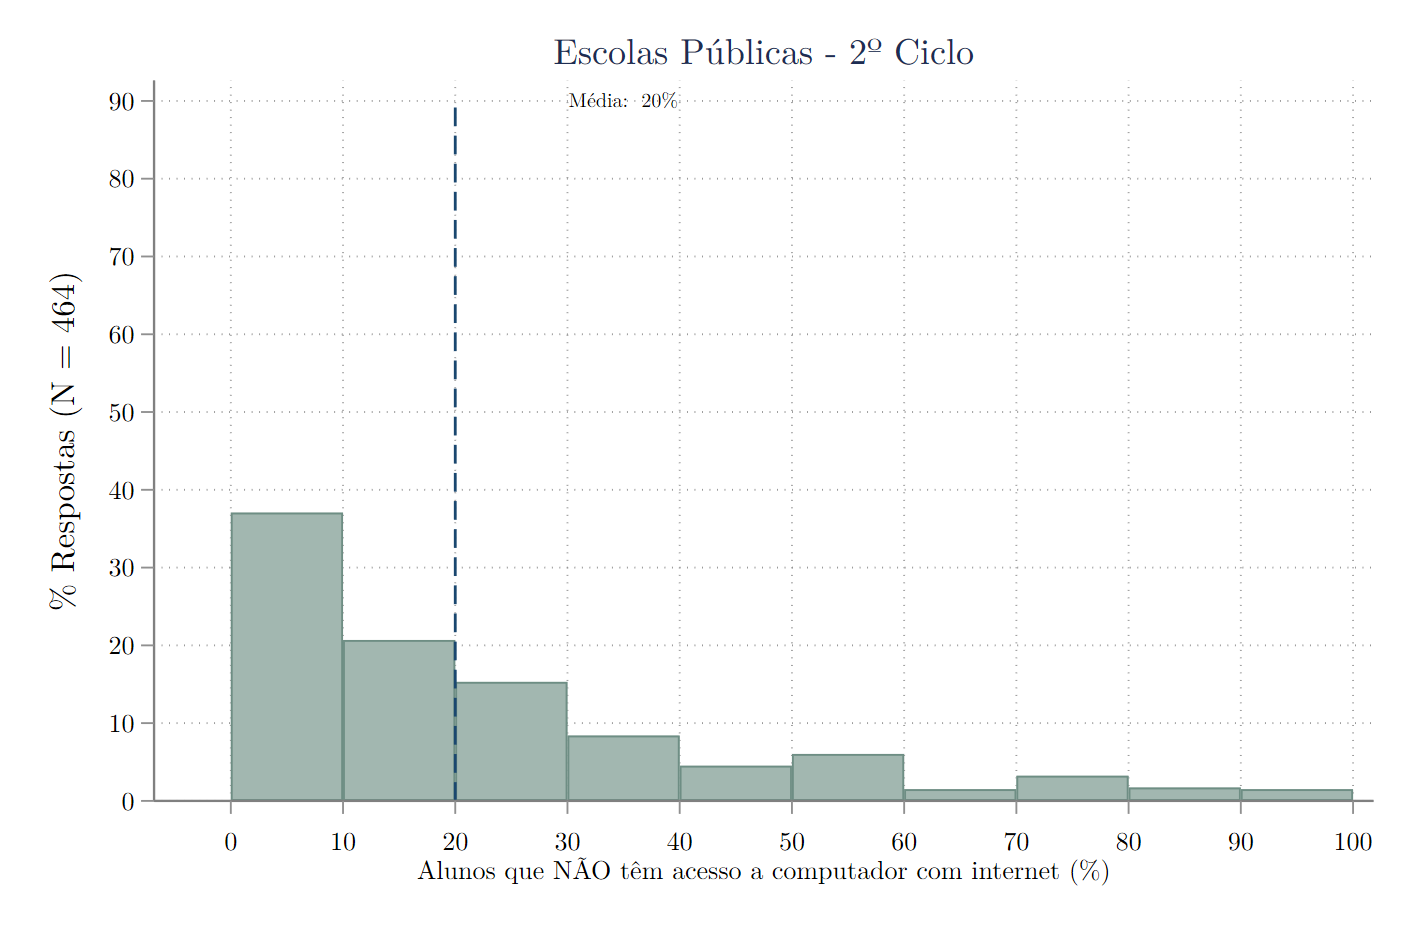 Escolas Públicas - 2º Ciclo
Média: 20%
90
80
70
60
50
40
30
20
10
0
% Respostas (N = 464)
0 10 20 30 40 50 60 70 80 90 100
Alunos que NÃO têm acesso a computador com internet (%)